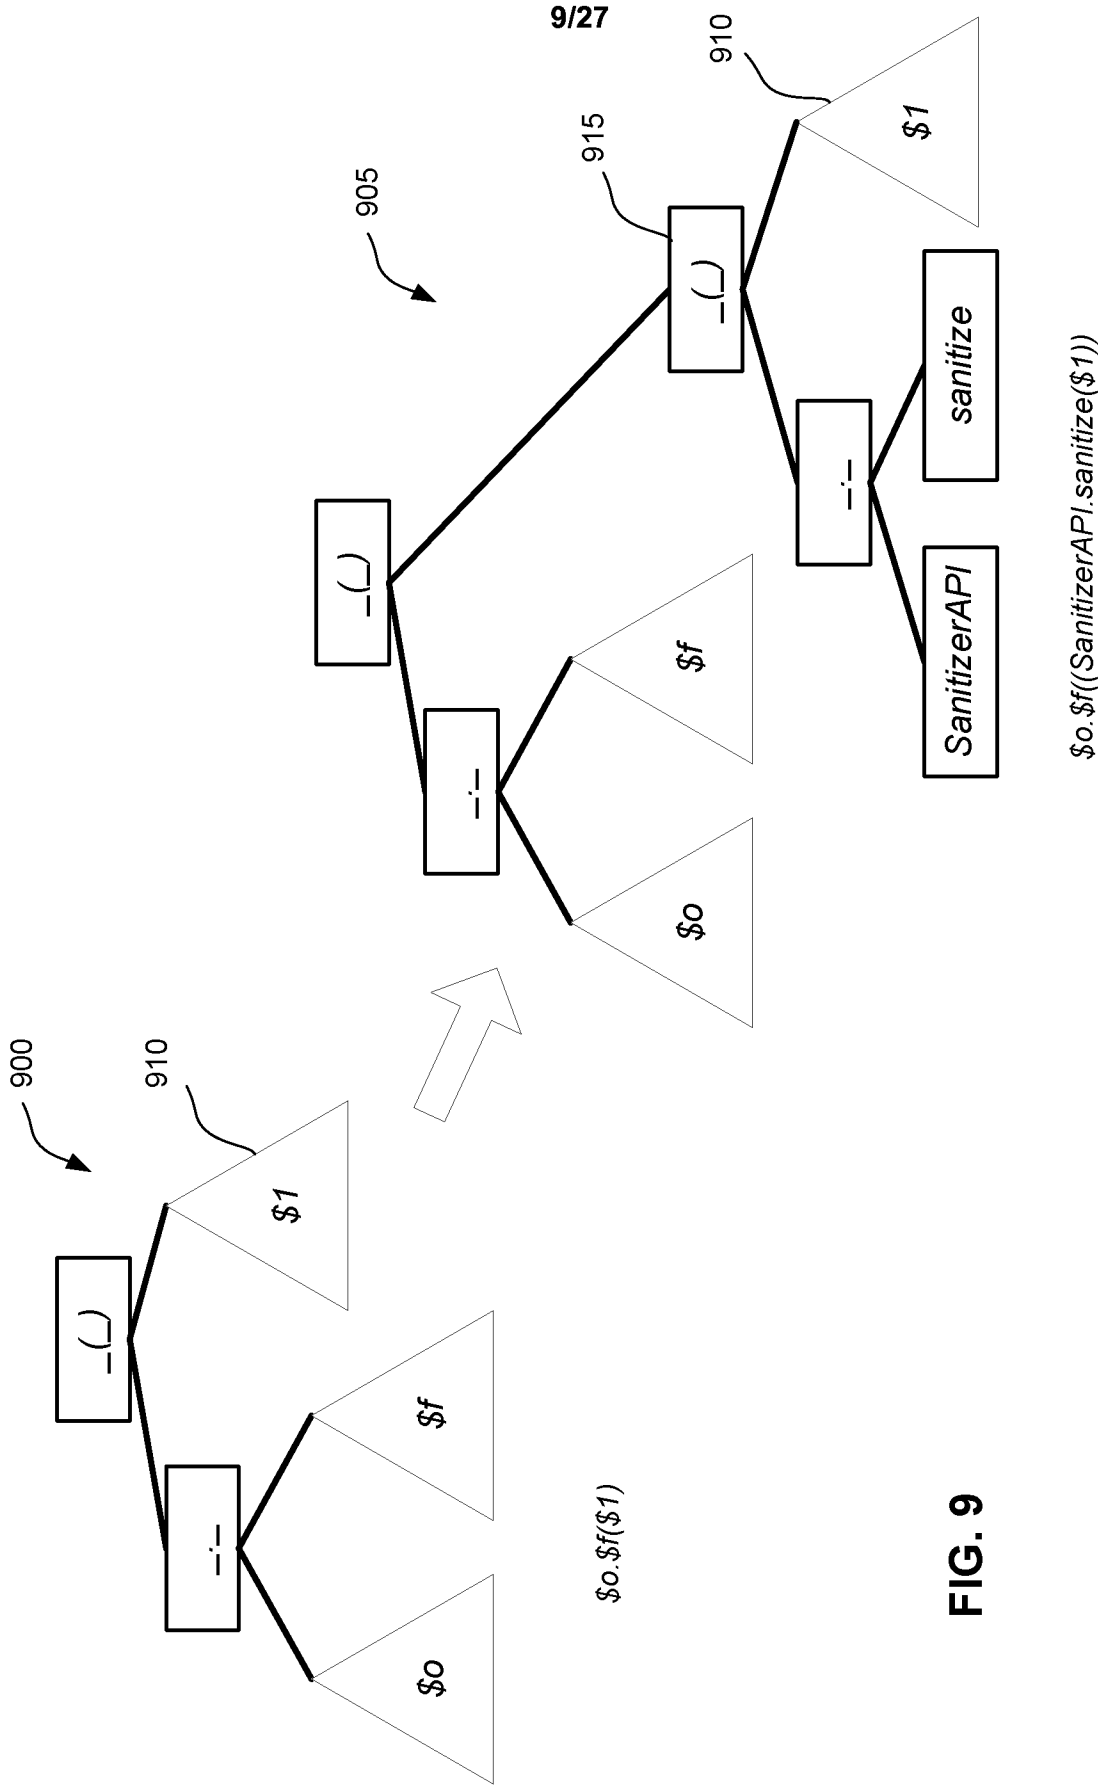 9/27
900
910
_(_)
_._
$1
$o
$f
$o.$f($1)
905
915
910
_(_)
_._
$o
$f
_(_)
$1
_._
SanitizerAPI
sanitize
$o.$f((SanitizerAPI.sanitize($1))
FIG. 9